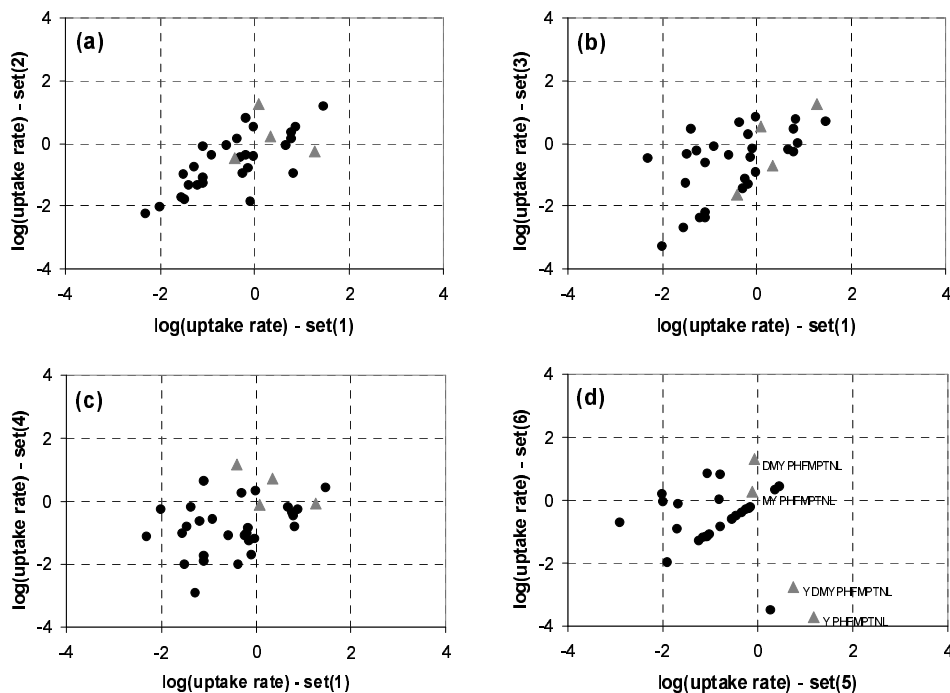 (a)
log(uptake rate) - set(2)
4
2
0
-2
-4
-4
-2
0
2
4
log(uptake rate) - set(1)
(b)
log(uptake rate) - set(3)
4
2
0
-2
-4
-4
-2
0
2
4
log(uptake rate) - set(1)
(c)
log(uptake rate) - set(4)
4
2
0
-2
-4
-4
-2
0
2
4
log(uptake rate) - set(1)
(d)
log(uptake rate) - set(6)
4
2
0
-2
-4
DMYPHFMPTNL
MYPHFMPTNL
YDMYPHFMPTNL
YPHFMPTNL
-4
-2
0
2
4
log(uptake rate) - set(5)